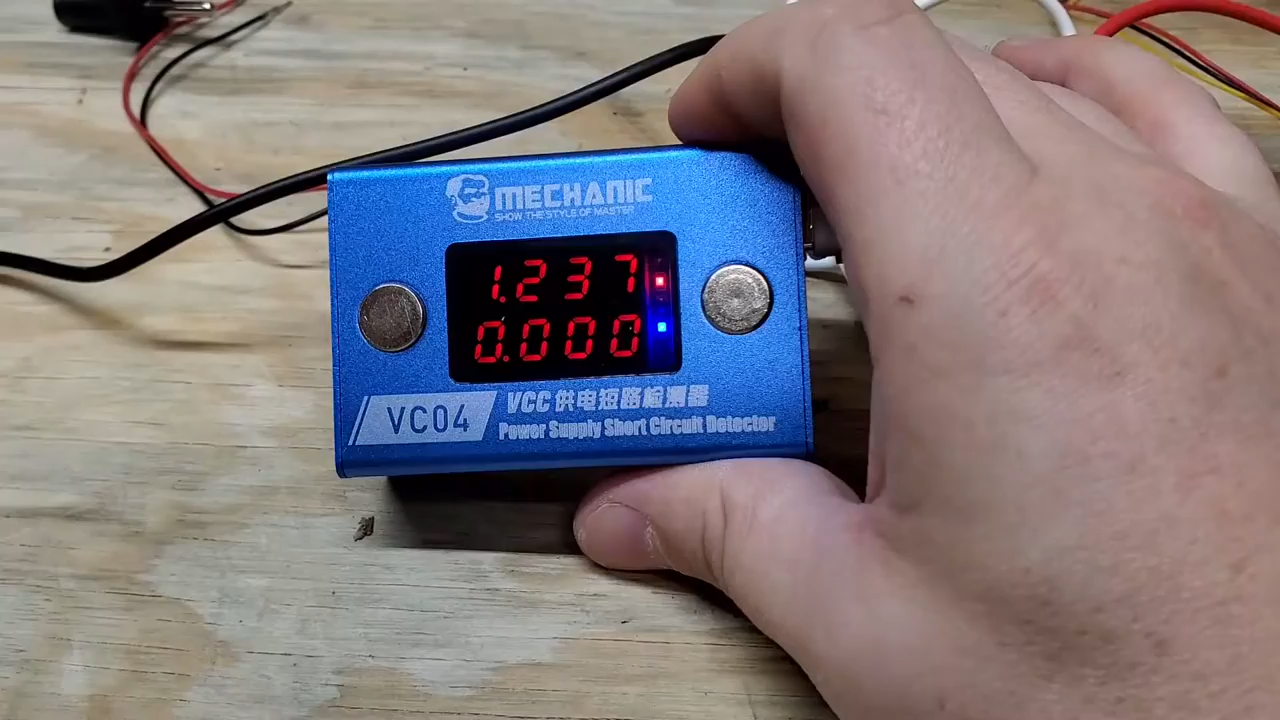 MECHANIC
SHOW THE STYLE OF MASTER
1.237
0.000
VC04
VCC 供电短路检测器
Power Supply Short Circuit Detector